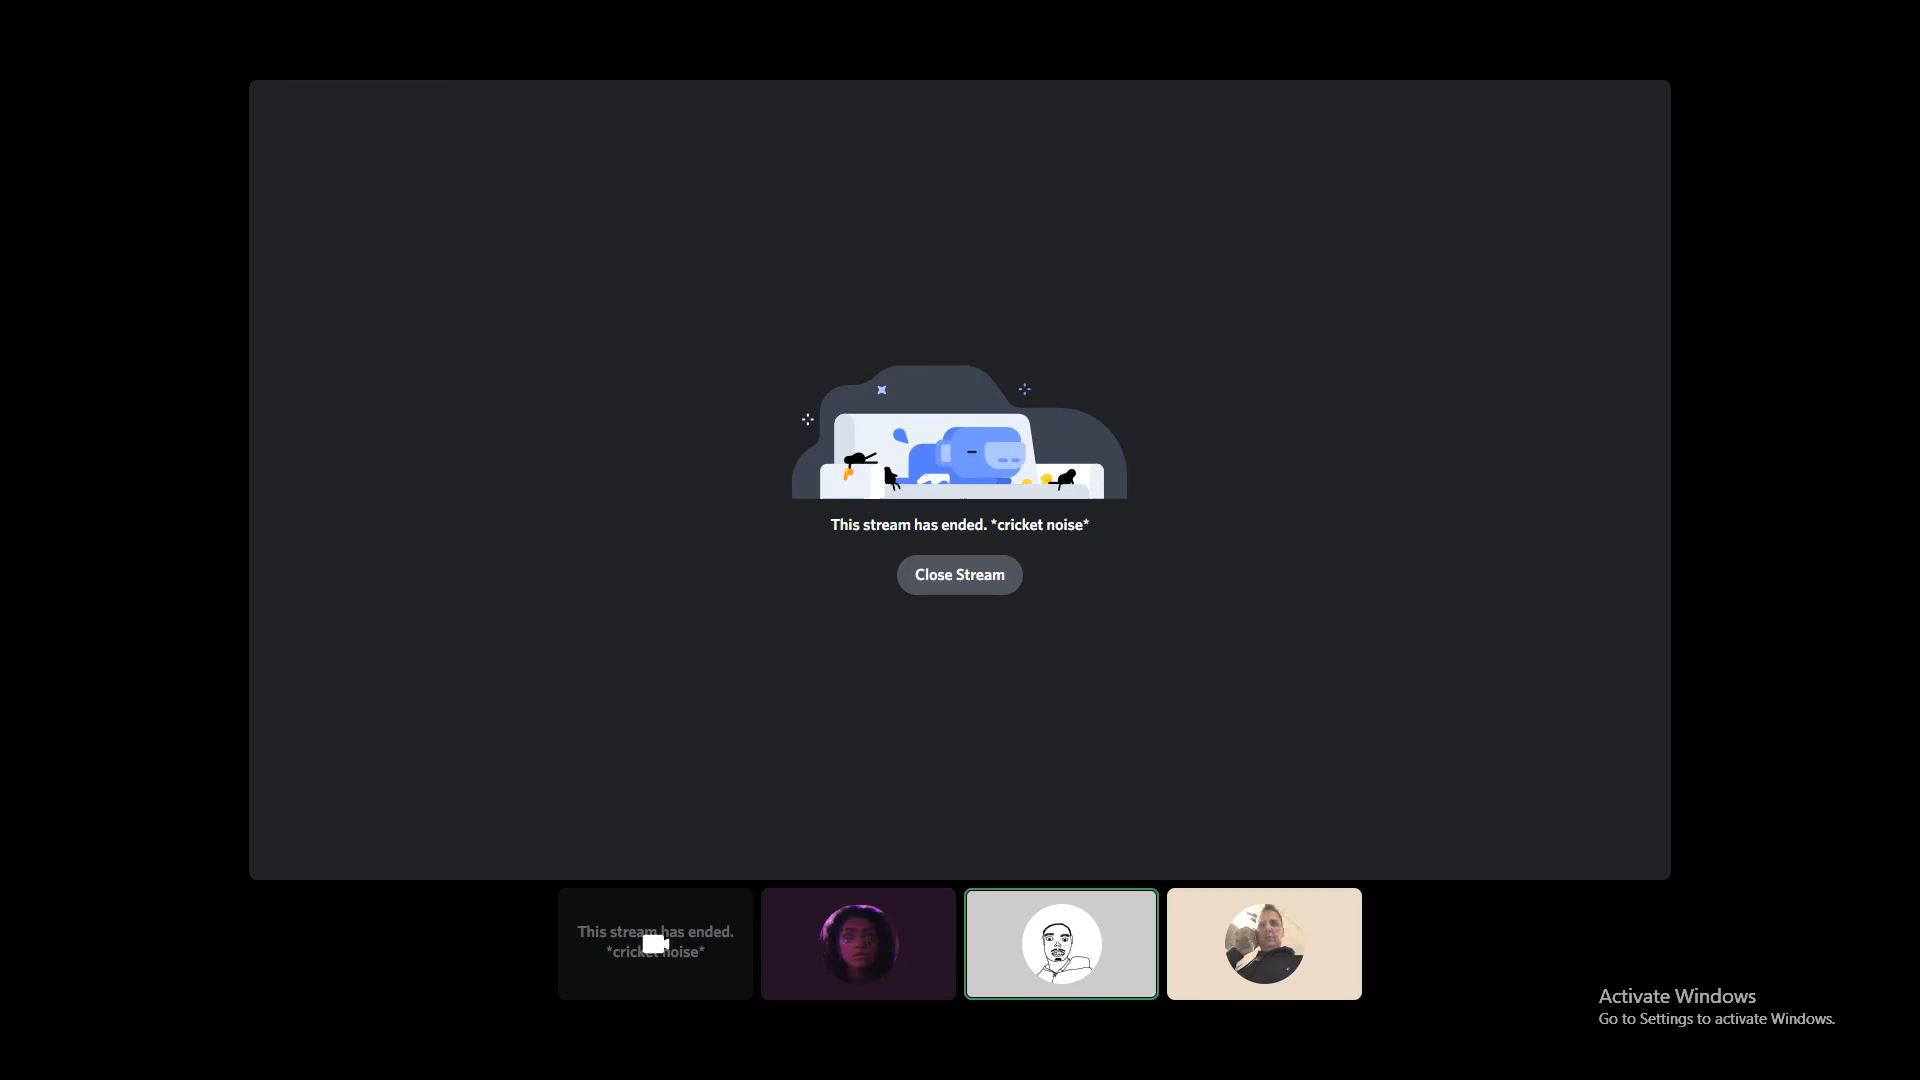 This stream has ended. *cricket noise*
Close Stream
This stream has ended.
*cricket noise*
Activate Windows
Go to Settings to activate Windows.